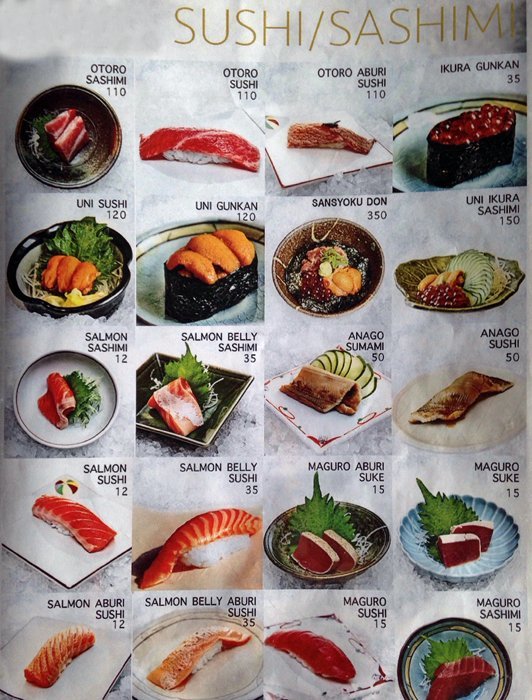 SUSHI/SASHIMI
OTORO
SASHIMI
110
OTORO
SUSHI
110
OTORO ABURI
SUSHI
110
IKURA GUNKAN
35
UNI SUSHI
120
UNI GUNKAN
120
SANSYOKU DON
350
UNI IKURA
SASHIMI
150
SALMON
SASHIMI
12
SALMON BELLY
SASHIMI
35
ANAGO
SUMAMI
50
ANAGO
SUSHI
50
SALMON
SUSHI
12
SALMON BELLY
SUSHI
35
MAGURO ABURI
SUKE
15
MAGURO
SUKE
15
SALMON ABURI
SUSHI
12
SALMON BELLY ABURI
SUSHI
35
MAGURO
SUSHI
15
MAGURO
SASHIMI
15